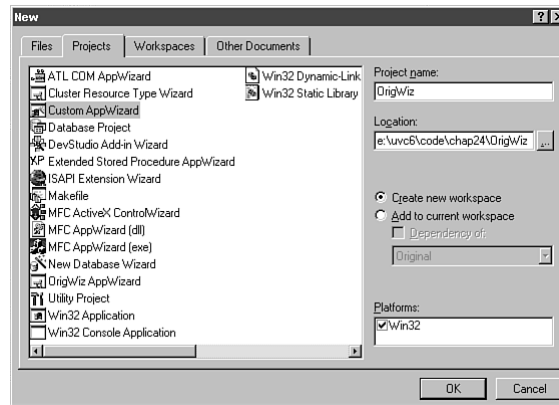 New
Files Projects Workspaces Other Documents
ATL COM AppWizard
Cluster Resource Type Wizard
Custom AppWizard
Database Project
DevStudio Add-in Wizard
Extended Stored Procedure AppWizard
ISAPI Extension Wizard
Makefile
MFC ActiveX ControlWizard
MFC AppWizard (dll)
MFC AppWizard (exe)
New Database Wizard
OrigWiz AppWizard
Utility Project
Win32 Application
Win32 Console Application
Win32 Dynamic-Link
Win32 Static Library
Project name:
OrigWiz
Location:
e:\uvc6\code\chap24\OrigWiz
...
Create new workspace
Add to current workspace
Dependency of:
Original
Platforms:
Win32
OK Cancel